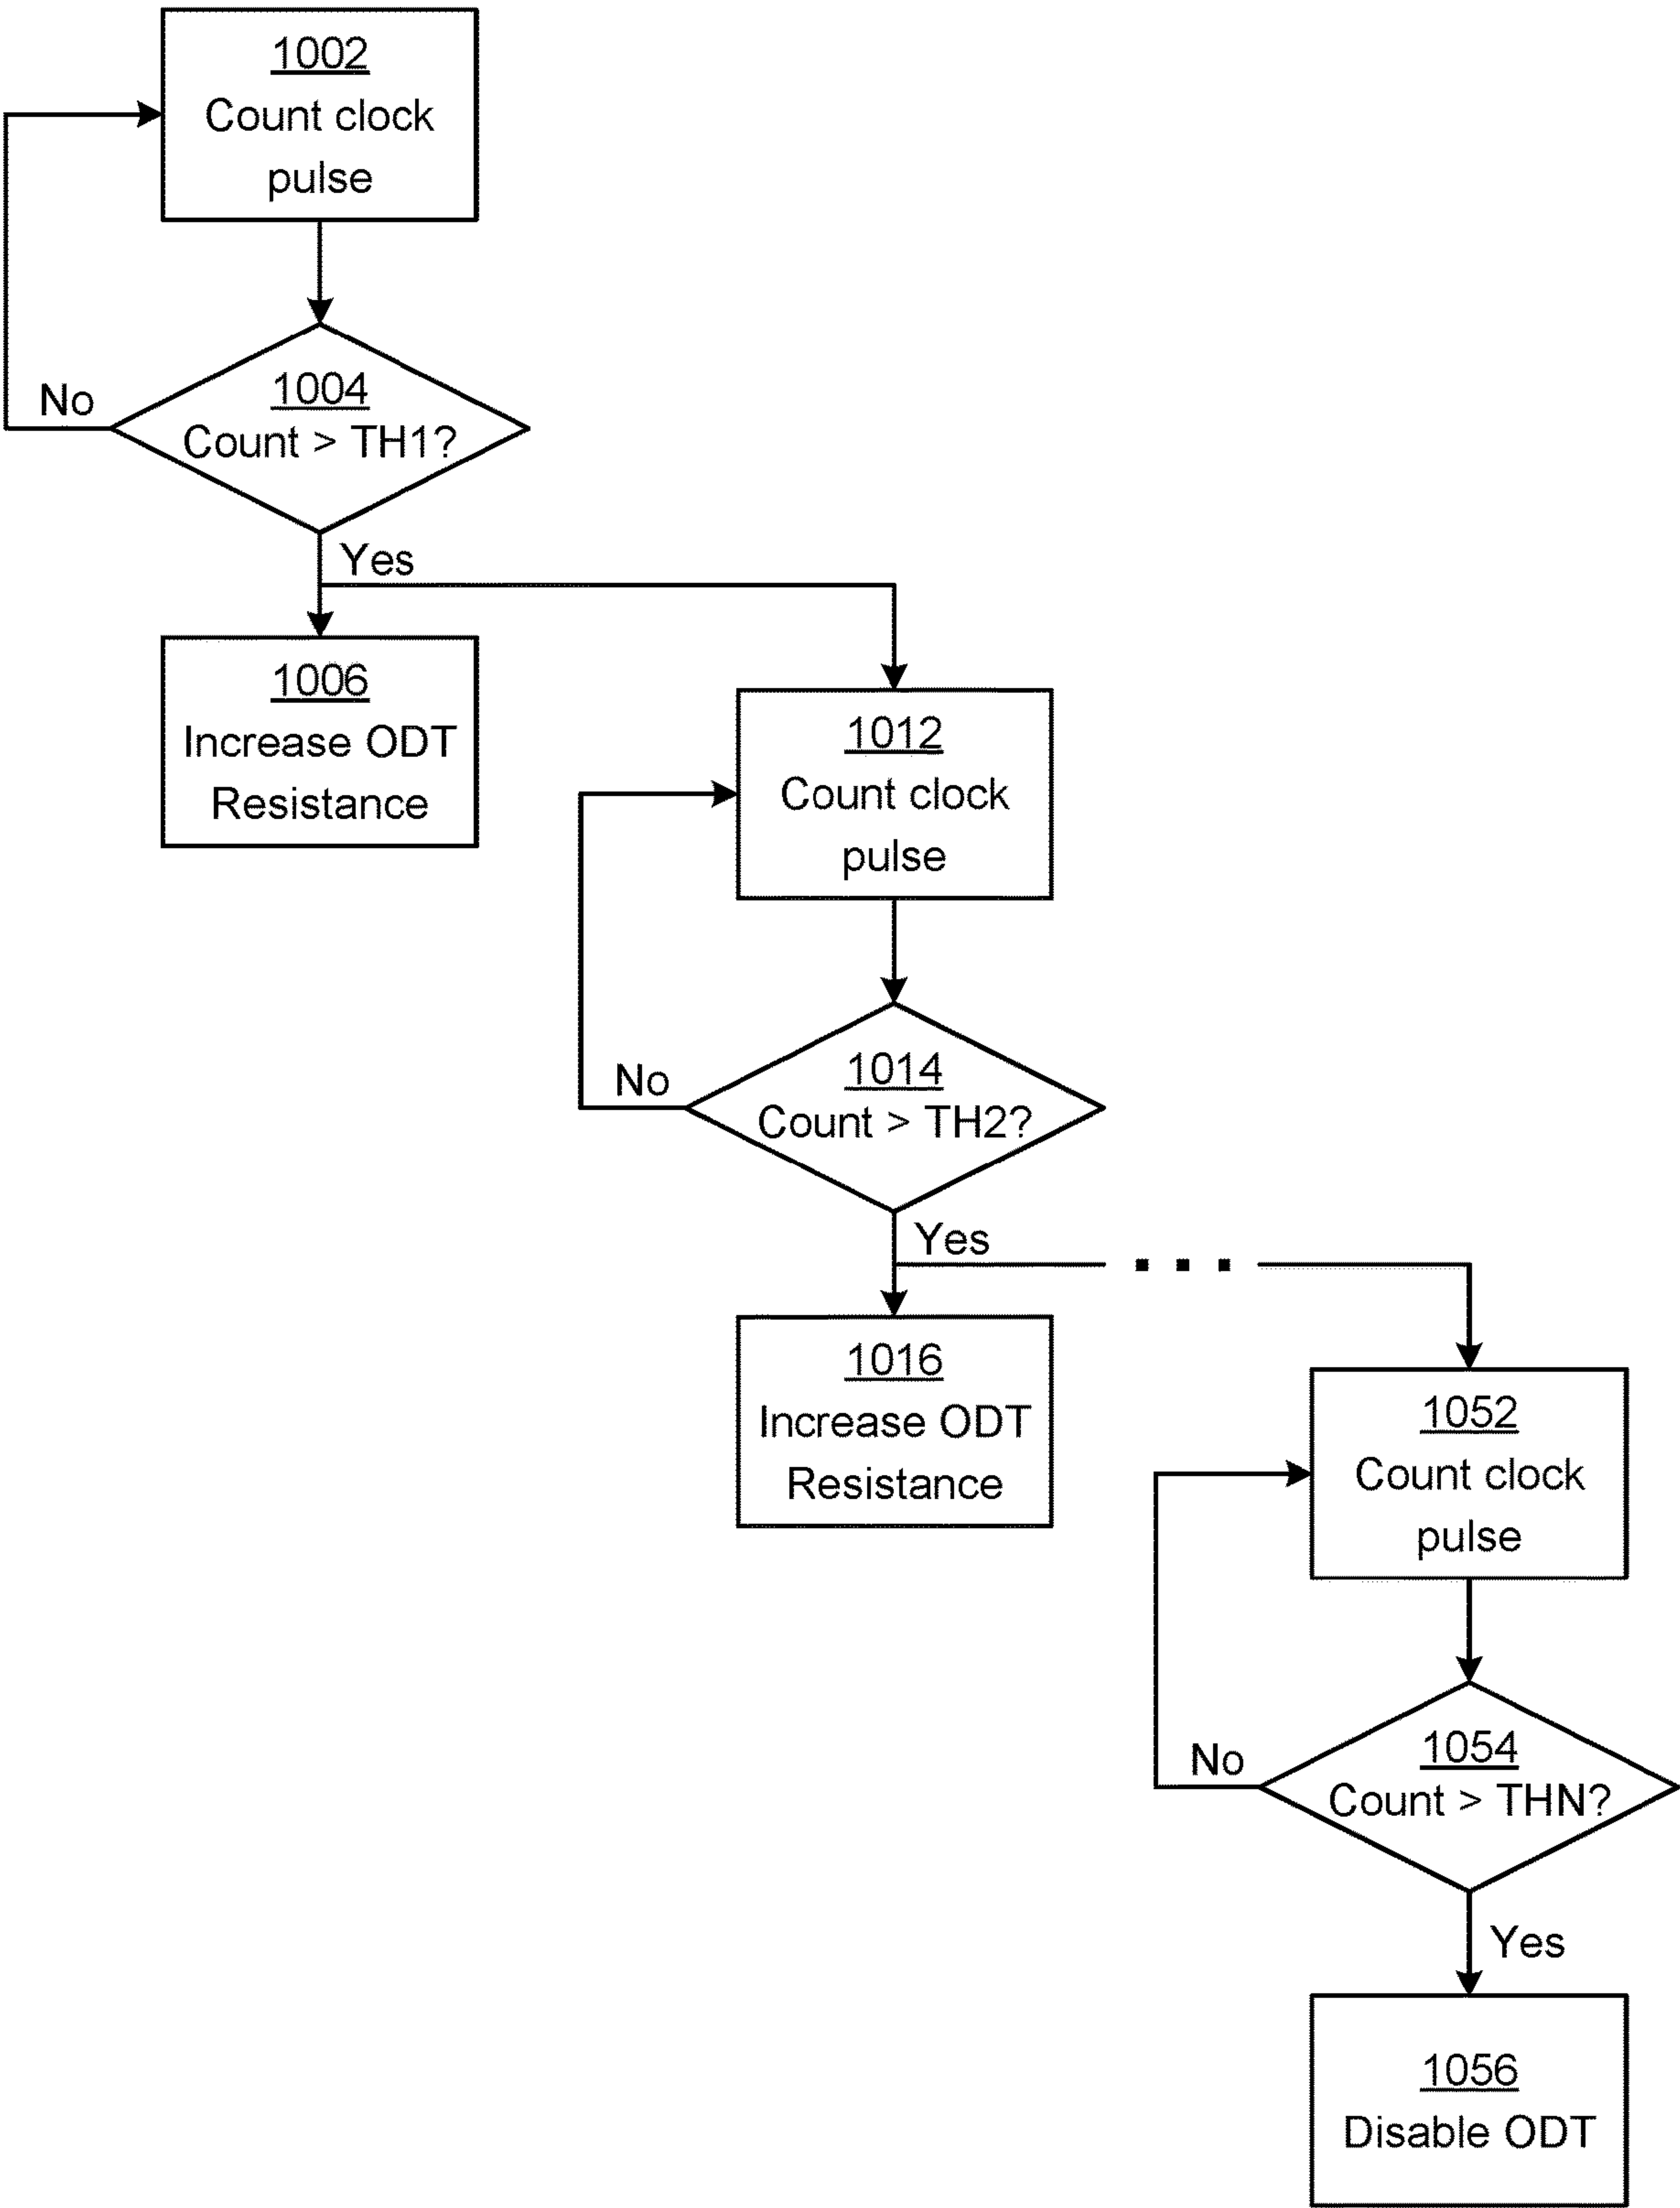 1002
Count clock
pulse
No
1004
Count > TH1?
Yes
1006
Increase ODT
Resistance
1012
Count clock
pulse
No
1014
Count > TH2?
Yes
1016
Increase ODT
Resistance
1052
Count clock
pulse
No
1054
Count > THN?
Yes
1056
Disable ODT